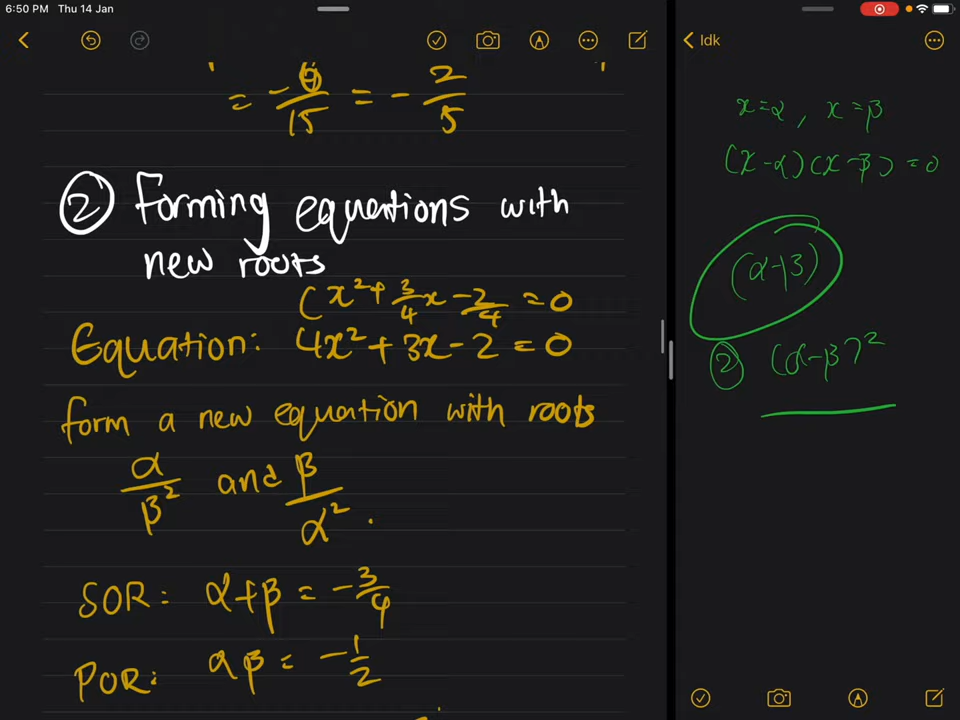 6:50 PM Thu 14 Jan
= -6/15 = - 2/5
② Forming equations with
new roots
(x² + 3/4 x - 2/4 = 0
Equation: 4x² + 3x - 2 = 0
form a new equation with roots
α/β² and β/α² .
SOR: α+β = -3/4
POR: αβ = -1/2
Idk
x=α, x=β
(x-α)(x-β) = 0
(α-β)
② (α-β)²